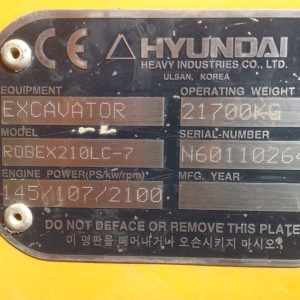 CE HYUNDAI
HEAVY INDUSTRIES CO., LTD.
ULSAN, KOREA
EQUIPMENT OPERATING WEIGHT
EXCAVATOR 21700KG
MODEL SERIAL-NUMBER
ROBEX210LC-7 N6011026
ENGINE POWER(PS/kw/rpm) MFG. YEAR
145/107/2100
DO NOT DEFACE OR REMOVE THIS PLATE
이 명판을 떼어내거나 오손시키지 마시오